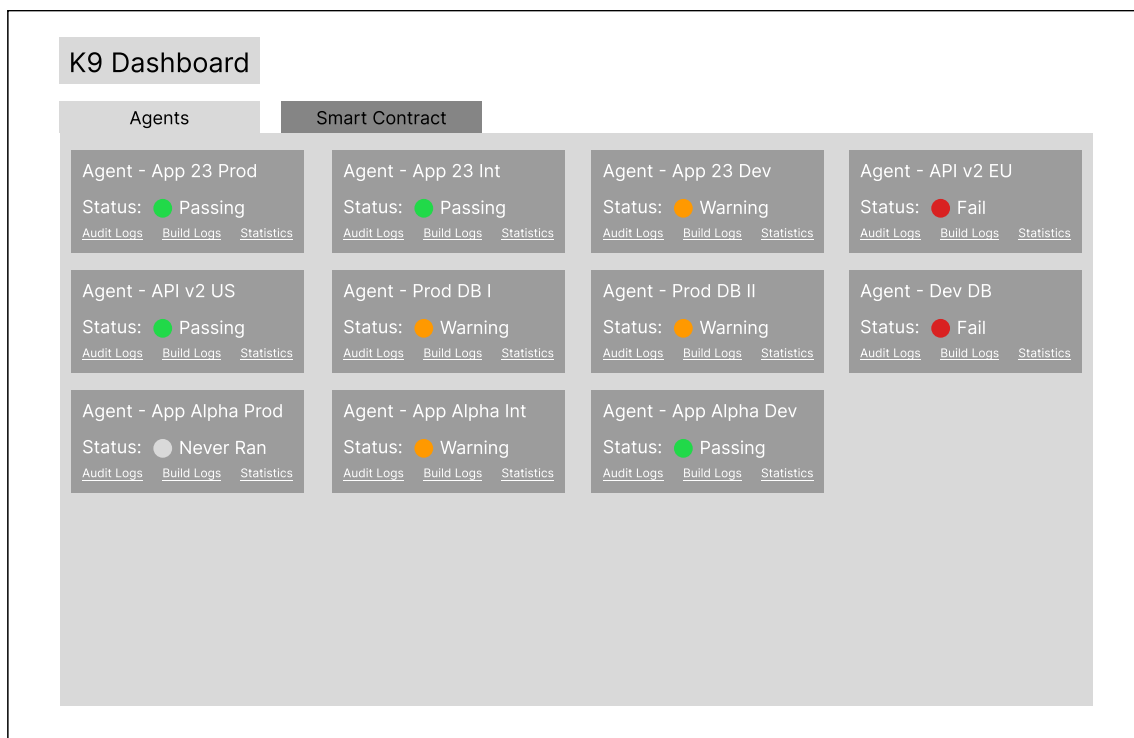 K9 Dashboard
Agents
Smart Contract
Agent - App 23 Prod
Status: Passing
Audit Logs Build Logs Statistics
Agent - App 23 Int
Status: Passing
Audit Logs Build Logs Statistics
Agent - App 23 Dev
Status: Warning
Audit Logs Build Logs Statistics
Agent - API v2 EU
Status: Fail
Audit Logs Build Logs Statistics
Agent - API v2 US
Status: Passing
Audit Logs Build Logs Statistics
Agent - Prod DB I
Status: Warning
Audit Logs Build Logs Statistics
Agent - Prod DB II
Status: Warning
Audit Logs Build Logs Statistics
Agent - Dev DB
Status: Fail
Audit Logs Build Logs Statistics
Agent - App Alpha Prod
Status: Never Ran
Audit Logs Build Logs Statistics
Agent - App Alpha Int
Status: Warning
Audit Logs Build Logs Statistics
Agent - App Alpha Dev
Status: Passing
Audit Logs Build Logs Statistics